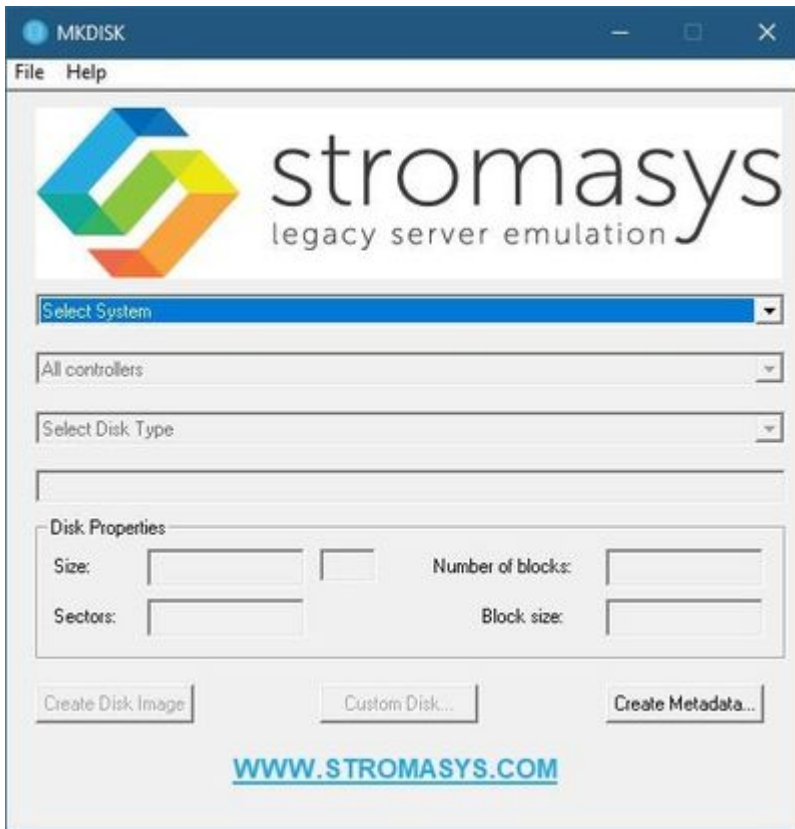 MKDISK
File Help
stromasys
legacy server emulation
Select System
All controllers
Select Disk Type
Disk Properties
Size: Number of blocks:
Sectors: Block size:
Create Disk Image Custom Disk... Create Metadata...
WWW.STROMASYS.COM